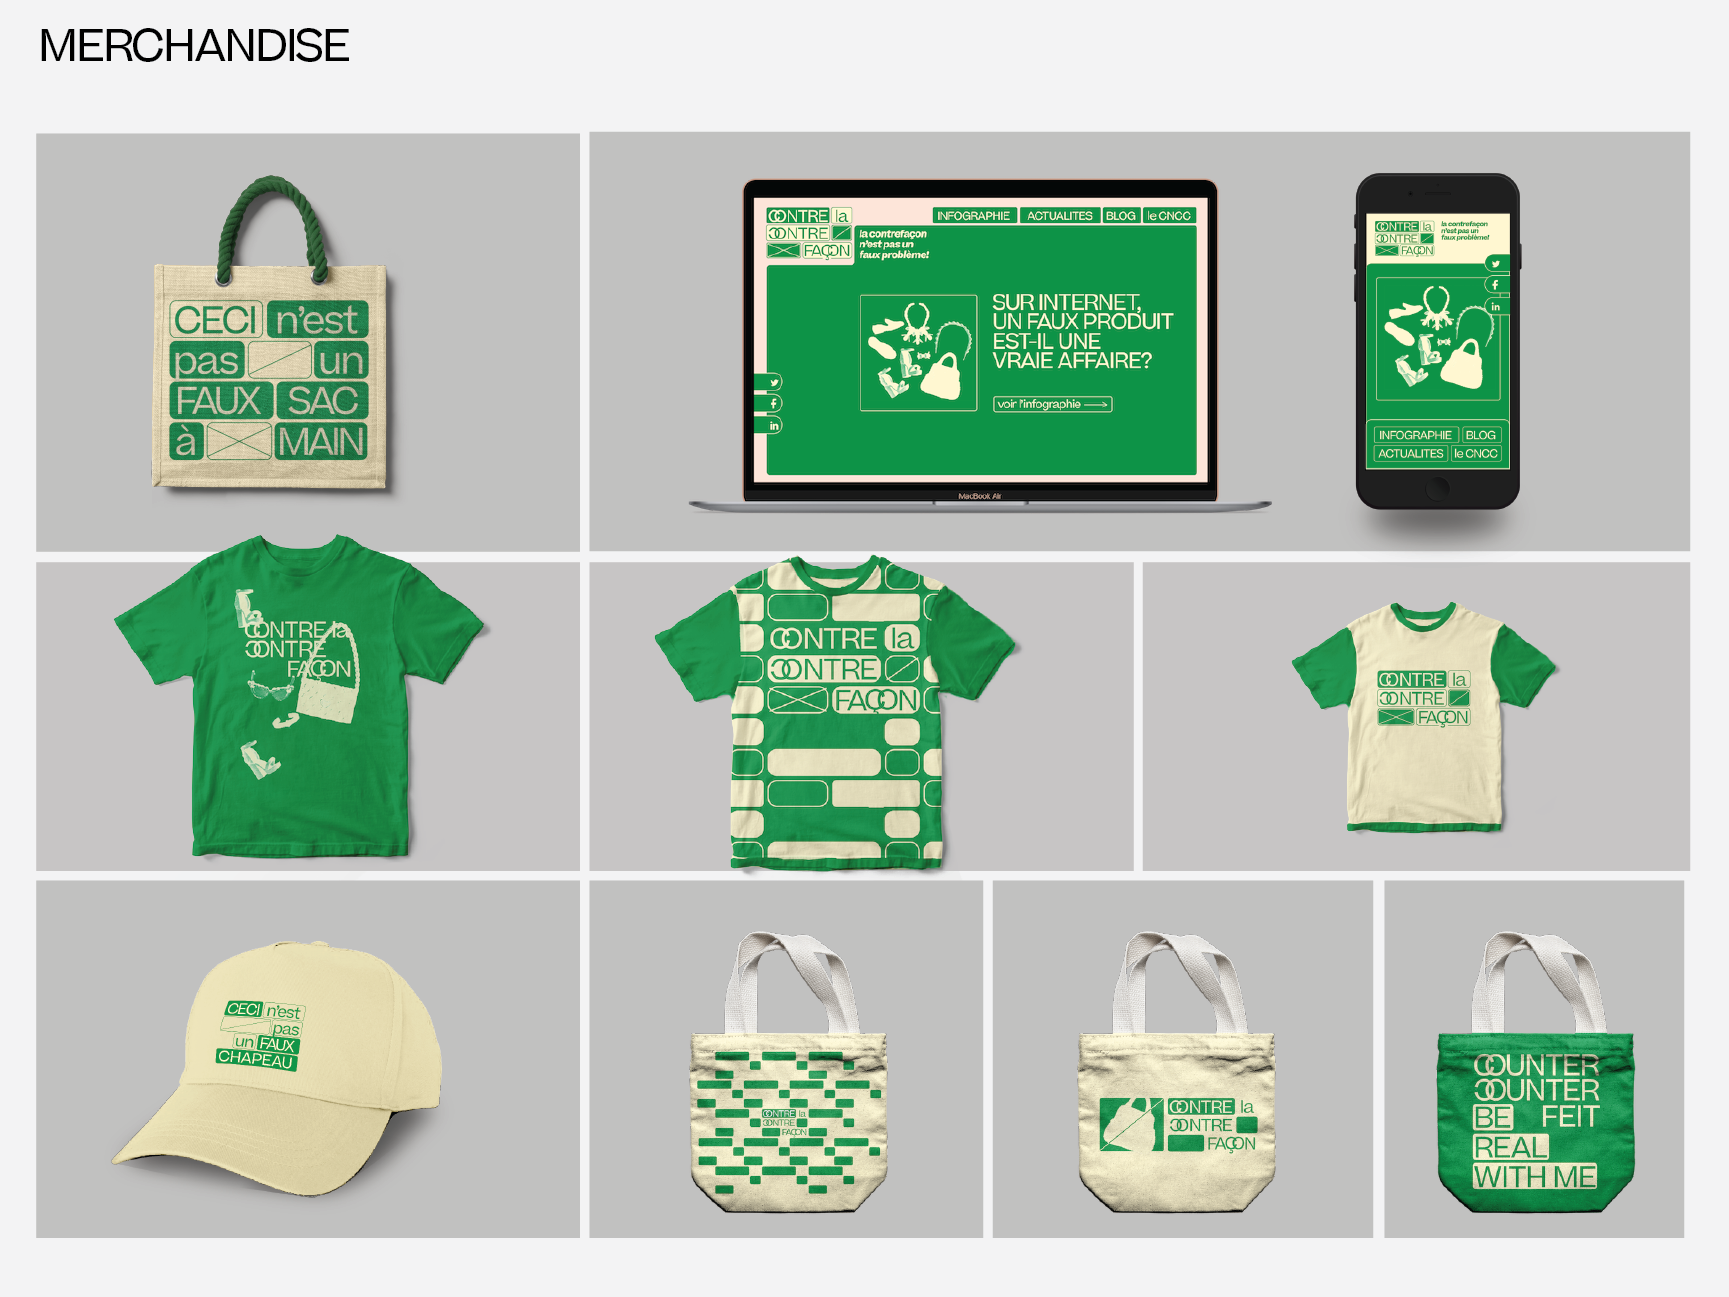 MERCHANDISE
CECI n'est
pas un
FAUX SAC
à MAIN
CONTRE la
CONTRE
FAÇON
la contrefaçon
n'est pas un
faux problème!
INFOGRAPHIE ACTUALITES BLOG le CNCC
SUR INTERNET,
UN FAUX PRODUIT
EST-IL UNE
VRAIE AFFAIRE?
voir l'infographie
MacBook Air
CONTRE la
CONTRE
FAÇON
la contrefaçon
n'est pas un
faux problème!
INFOGRAPHIE BLOG
ACTUALITES le CNCC
CONTRE la
CONTRE
FAÇON
CONTRE la
CONTRE
FAÇON
CONTRE la
CONTRE
FAÇON
CECI n'est
pas
un FAUX
CHAPEAU
CONTRE la
CONTRE
FAÇON
CONTRE la
CONTRE
FAÇON
COUNTER
COUNTER
BE FEIT
REAL
WITH ME